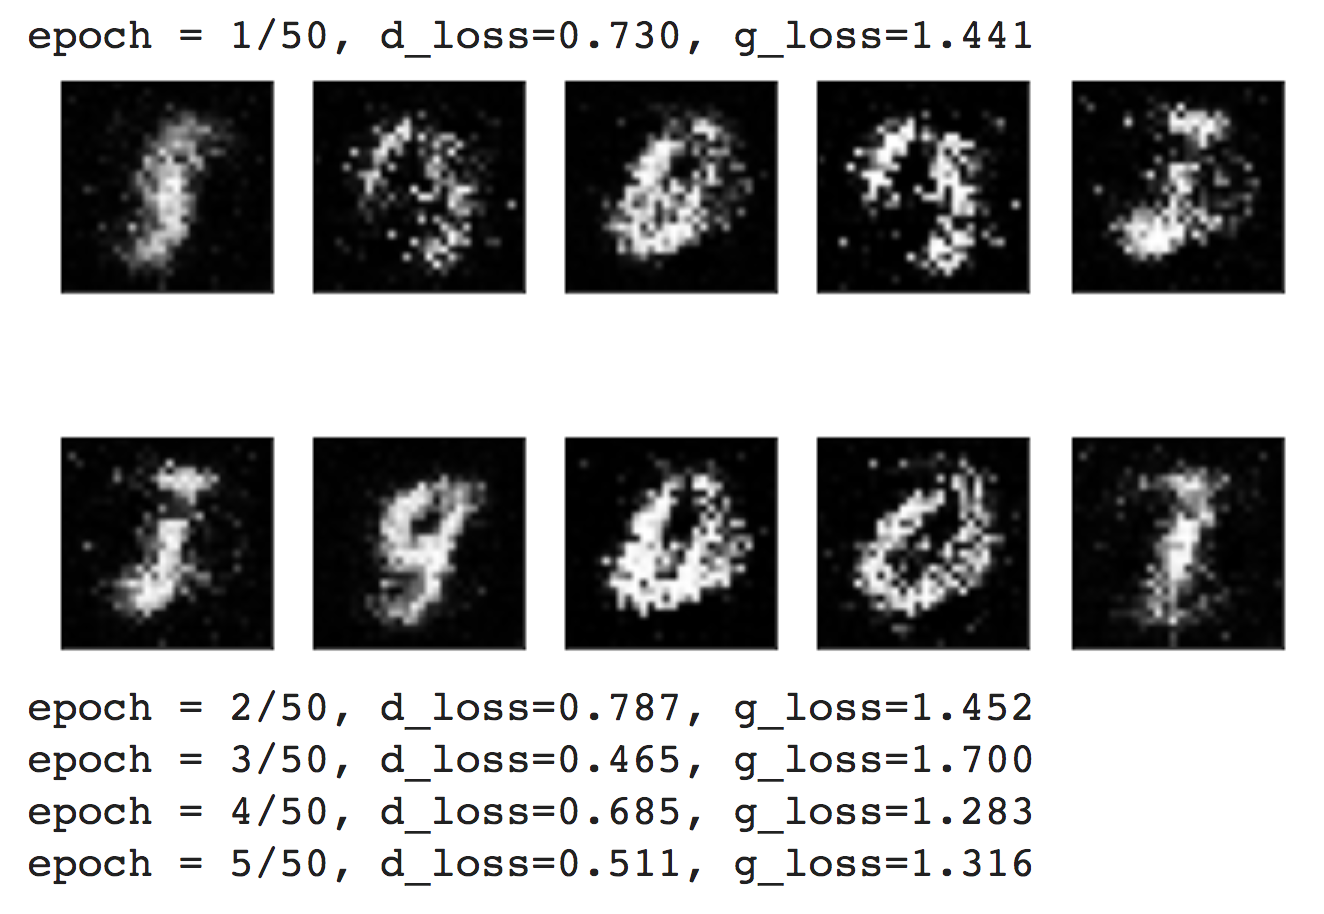 epoch = 1/50, d_loss=0.730, g_loss=1.441
epoch = 2/50, d_loss=0.787, g_loss=1.452
epoch = 3/50, d_loss=0.465, g_loss=1.700
epoch = 4/50, d_loss=0.685, g_loss=1.283
epoch = 5/50, d_loss=0.511, g_loss=1.316